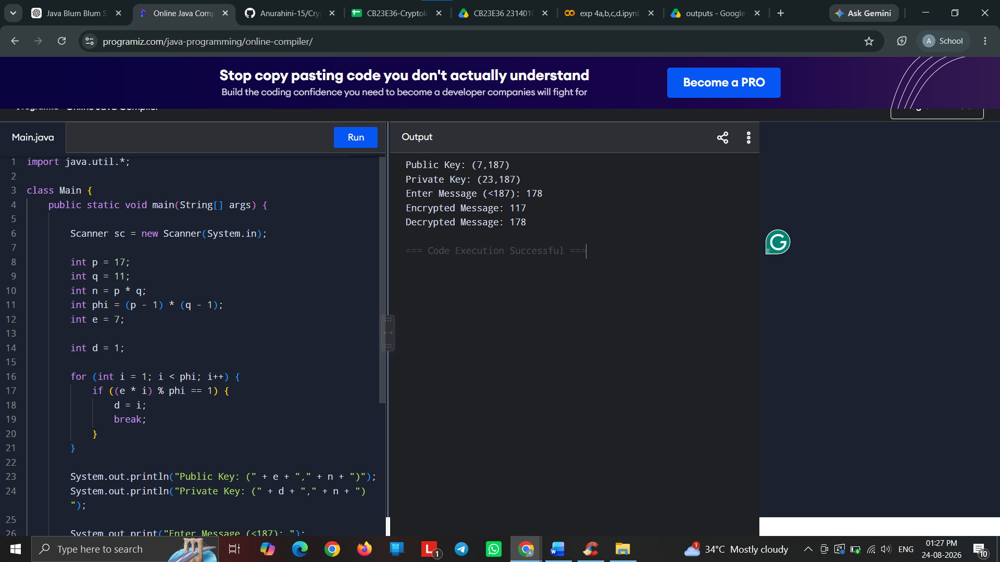 Java Blum Blum S
Online Java Comp
Anurahini-15/Cry
CB23E36-Cryptolo
CB23E36 2314010
exp 4a,b,c,d.ipynb
outputs - Google
Ask Gemini
programiz.com/java-programming/online-compiler/
A School
Stop copy pasting code you don't actually understand
Build the coding confidence you need to become a developer companies will fight for
Become a PRO
Main.java
Run
Output
1 import java.util.*;
2
3 class Main {
4 public static void main(String[] args) {
5
6 Scanner sc = new Scanner(System.in);
7
8 int p = 17;
9 int q = 11;
10 int n = p * q;
11 int phi = (p - 1) * (q - 1);
12 int e = 7;
13
14 int d = 1;
15
16 for (int i = 1; i < phi; i++) {
17 if ((e * i) % phi == 1) {
18 d = i;
19 break;
20 }
21 }
22
23 System.out.println("Public Key: (" + e + "," + n + ")");
24 System.out.println("Private Key: (" + d + "," + n + ")
");
25
26 System.out.print("Enter Message (<187): ");
Public Key: (7,187)
Private Key: (23,187)
Enter Message (<187): 178
Encrypted Message: 117
Decrypted Message: 178
=== Code Execution Successful ===
Type here to search
1
1
34°C Mostly cloudy
ENG
01:27 PM
24-08-2026
10